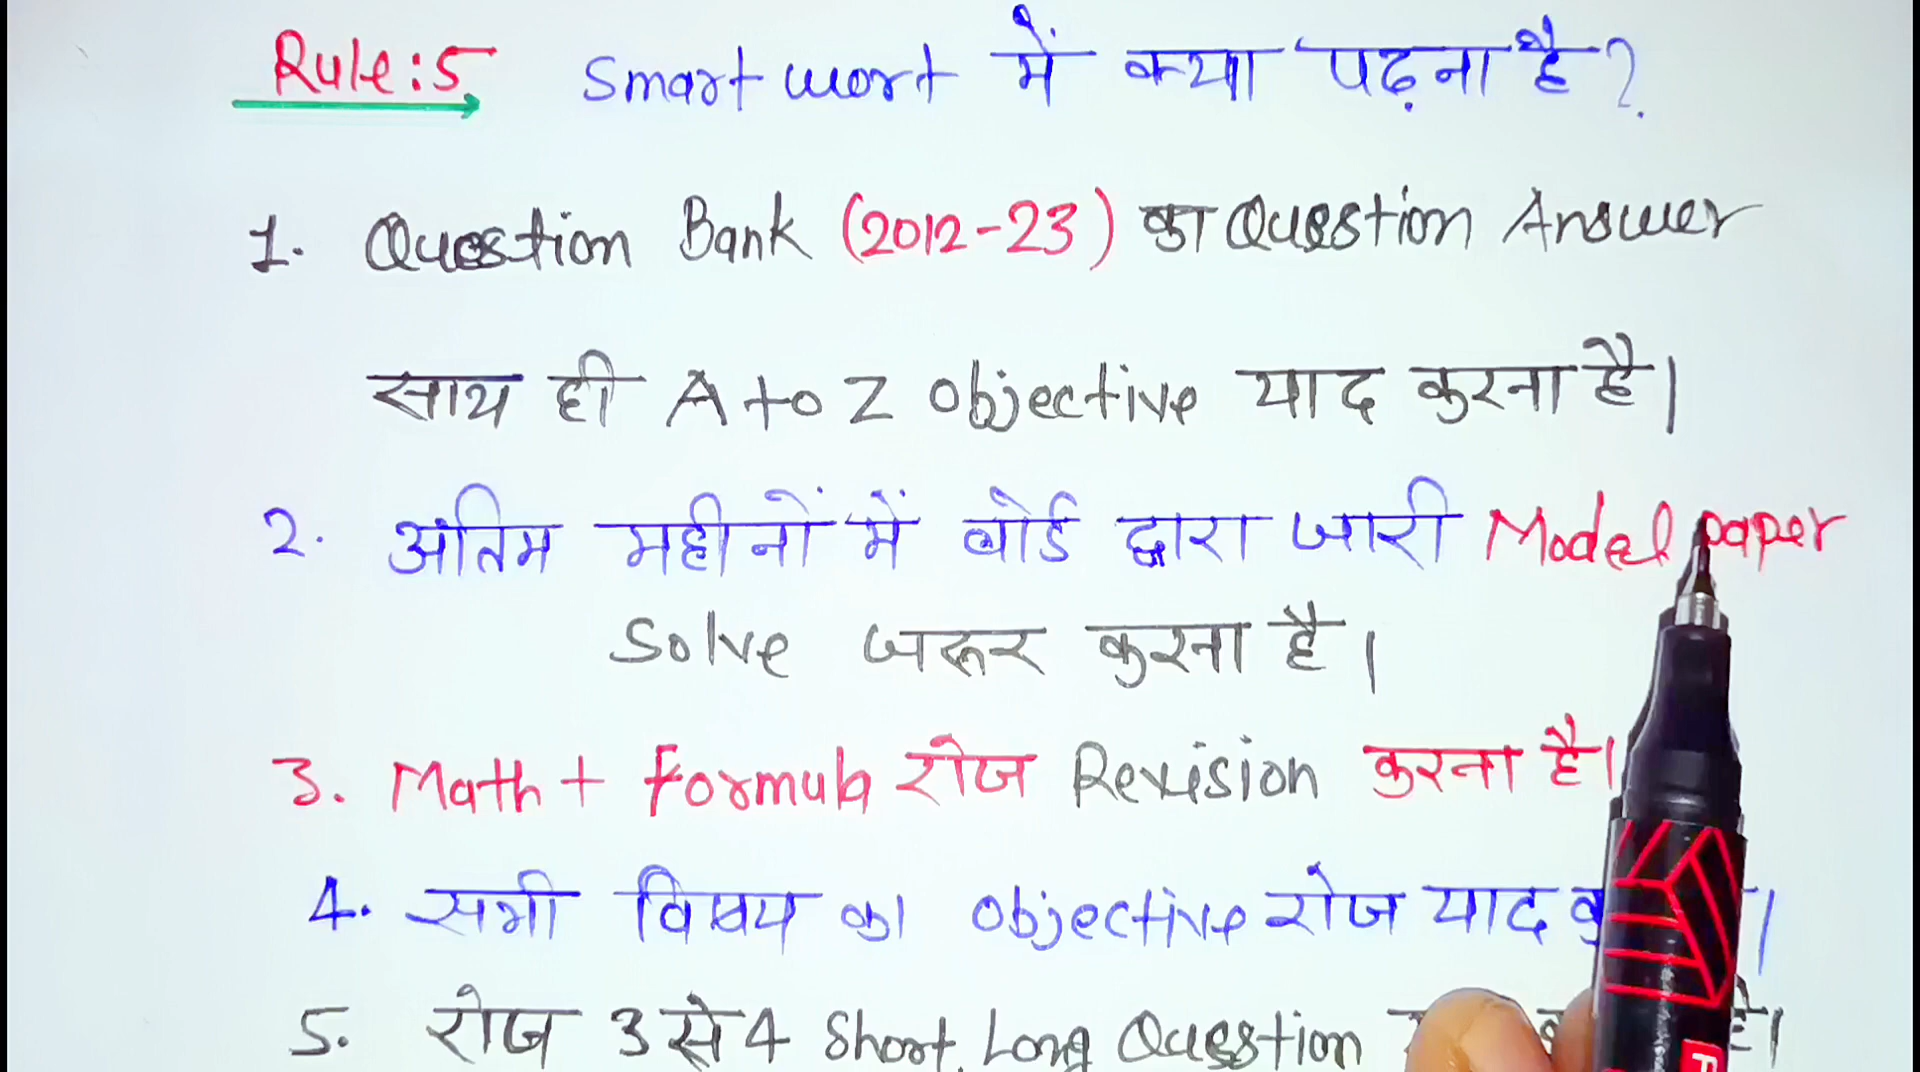 Rule:5 Smart wort में क्या पढ़ना है?
1. Question Bank (2012-23) का Question Answer
साथ ही A to Z objective याद करना है।
2. अंतिम महीनों में बोर्ड द्वारा जारी Model paper
Solve जरूर करना है।
3. Math + Formula रोज Revision करना है।
4. सभी विषय का objective रोज याद
5. रोज 3 से 4 Short, Long Question है।